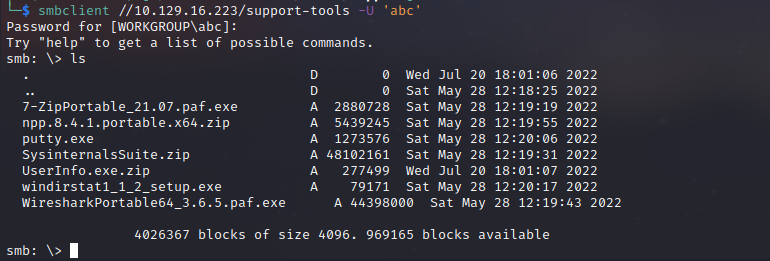 └─$ smbclient //10.129.16.223/support-tools -U 'abc'
Password for [WORKGROUP\abc]:
Try "help" to get a list of possible commands.
smb: \> ls
  .                                   D        0  Wed Jul 20 18:01:06 2022
  ..                                  D        0  Sat May 28 12:18:25 2022
  7-ZipPortable_21.07.paf.exe         A  2880728  Sat May 28 12:19:19 2022
  npp.8.4.1.portable.x64.zip          A  5439245  Sat May 28 12:19:55 2022
  putty.exe                           A  1273576  Sat May 28 12:20:06 2022
  SysinternalsSuite.zip               A 48102161  Sat May 28 12:19:31 2022
  UserInfo.exe.zip                    A   277499  Wed Jul 20 18:01:07 2022
  windirstat1_1_2_setup.exe           A    79171  Sat May 28 12:20:17 2022
  WiresharkPortable64_3.6.5.paf.exe      A 44398000  Sat May 28 12:19:43 2022
                4026367 blocks of size 4096. 969165 blocks available
smb: \>